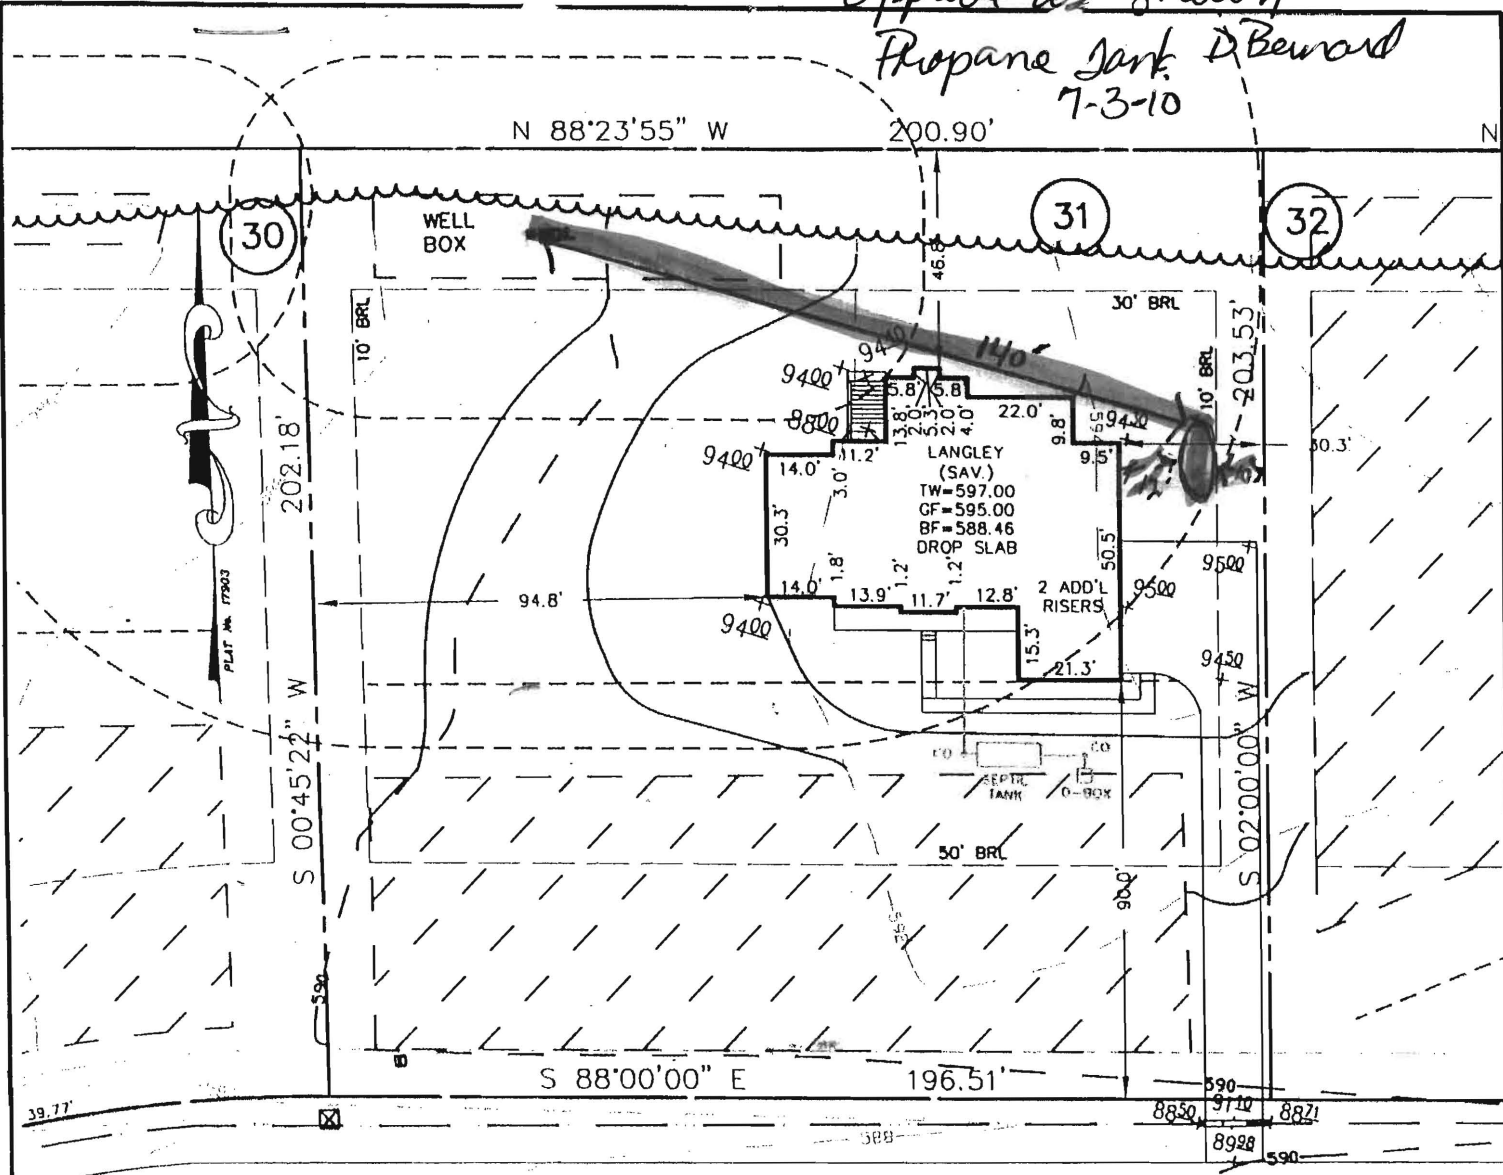 Propane Tank D Bernard
7-3-10
N 88°23'55" W 200.90' N
30
WELL
BOX
31
32
46.8'
30' BRL
10' BRL
10' BRL
203.53'
140'
9400
8800
9400
5.8' 5.8'
13.8'
2.0'
5.3'
2.0'
4.0'
22.0'
9.8'
9430
9.5'
30.3'
14.0'
11.2'
3.0'
LANGLEY
(SAV.)
TW=597.00
GF=595.00
BF=588.46
DROP SLAB
202.18'
30.3'
50.5'
9500
1.8'
1.2'
1.2'
14.0'
13.9'
11.7'
12.8'
2 ADD'L
RISERS
9500
94.8'
9400
PLAT No. 17903
15.3'
21.3'
9450
S 00°45'22" W
S 02°00'00" W
CO
CO
SEPTIC
TANK
D-BOX
50' BRL
90.0'
590
S 88°00'00" E 196.51'
590
39.77'
8850
9110
8871
588
8998
590